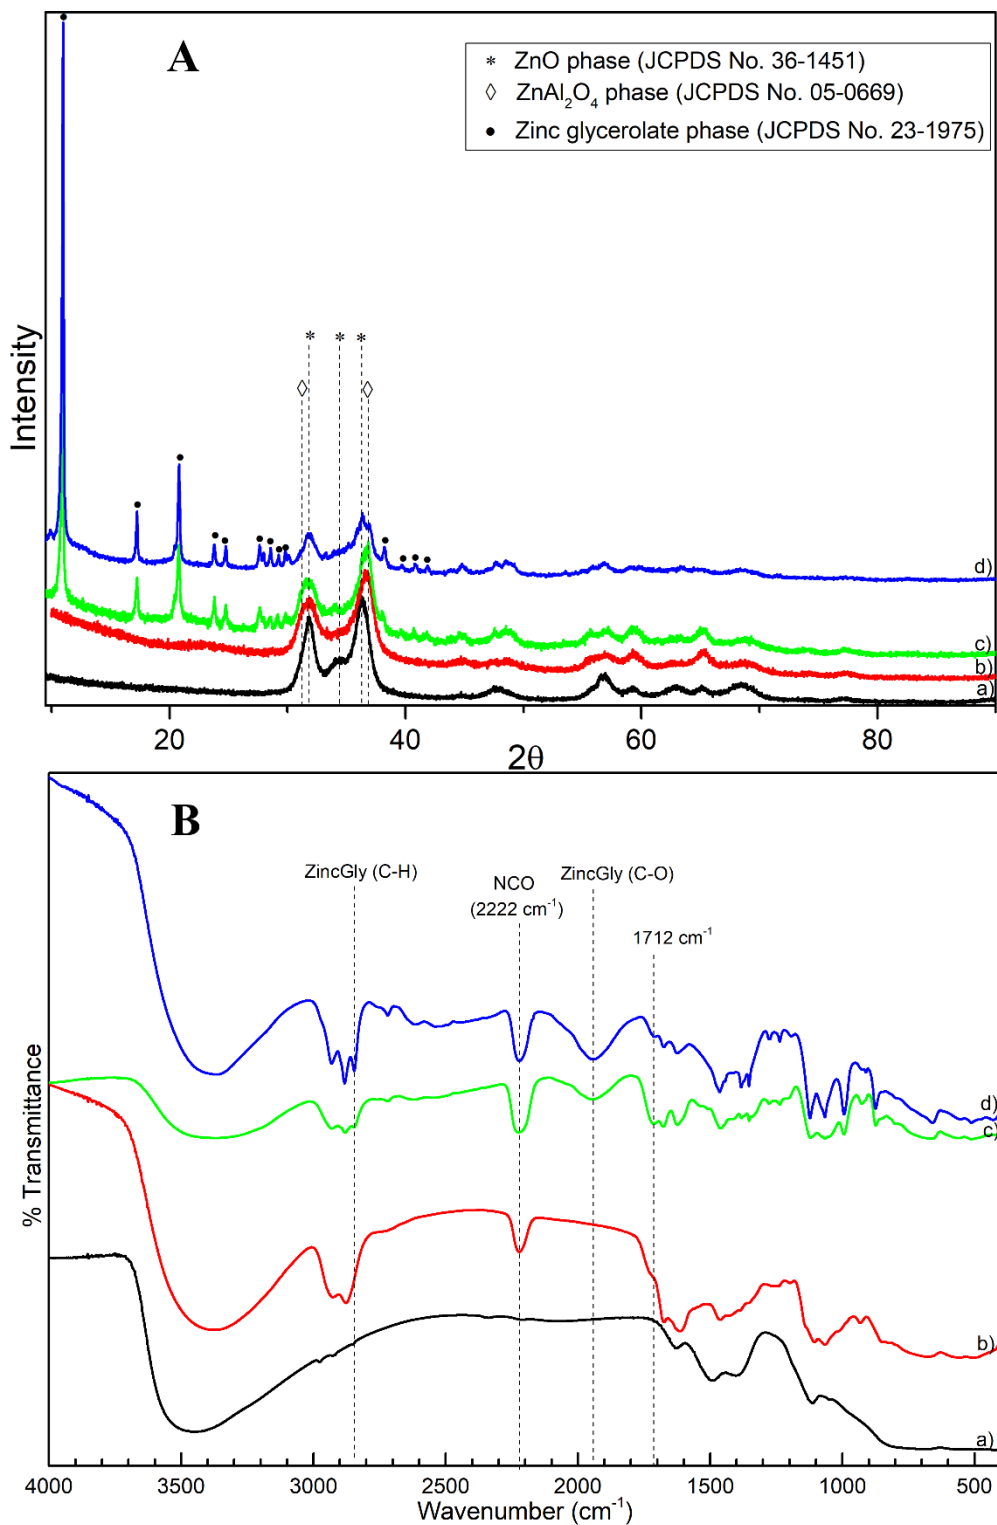 A
* ZnO phase (JCPDS No. 36-1451)
◊ ZnAl₂O₄ phase (JCPDS No. 05-0669)
• Zinc glycerolate phase (JCPDS No. 23-1975)
Intensity
d)
c)
b)
a)
20 40 60 80
2θ
B
ZincGly (C-H)
NCO
(2222 cm⁻¹)
ZincGly (C-O)
1712 cm⁻¹
% Transmittance
d)
c)
b)
a)
4000 3500 3000 2500 2000 1500 1000 500
Wavenumber (cm⁻¹)